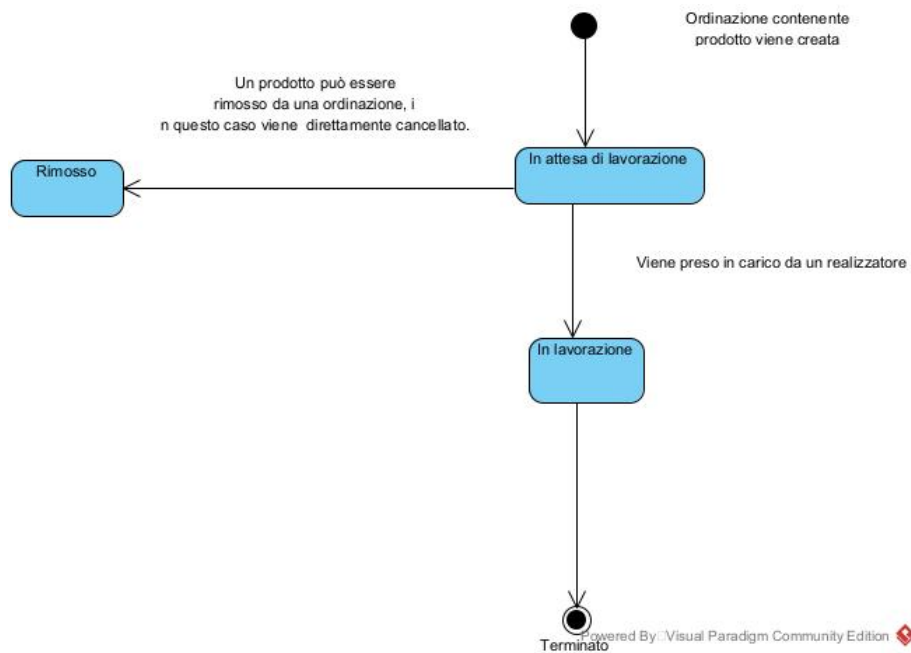 Ordinazione contenente
prodotto viene creata
Un prodotto può essere
rimosso da una ordinazione, i
n questo caso viene direttamente cancellato.
In attesa di lavorazione
Rimosso
Viene preso in carico da un realizzatore
In lavorazione
Powered By Visual Paradigm Community Edition
Terminato